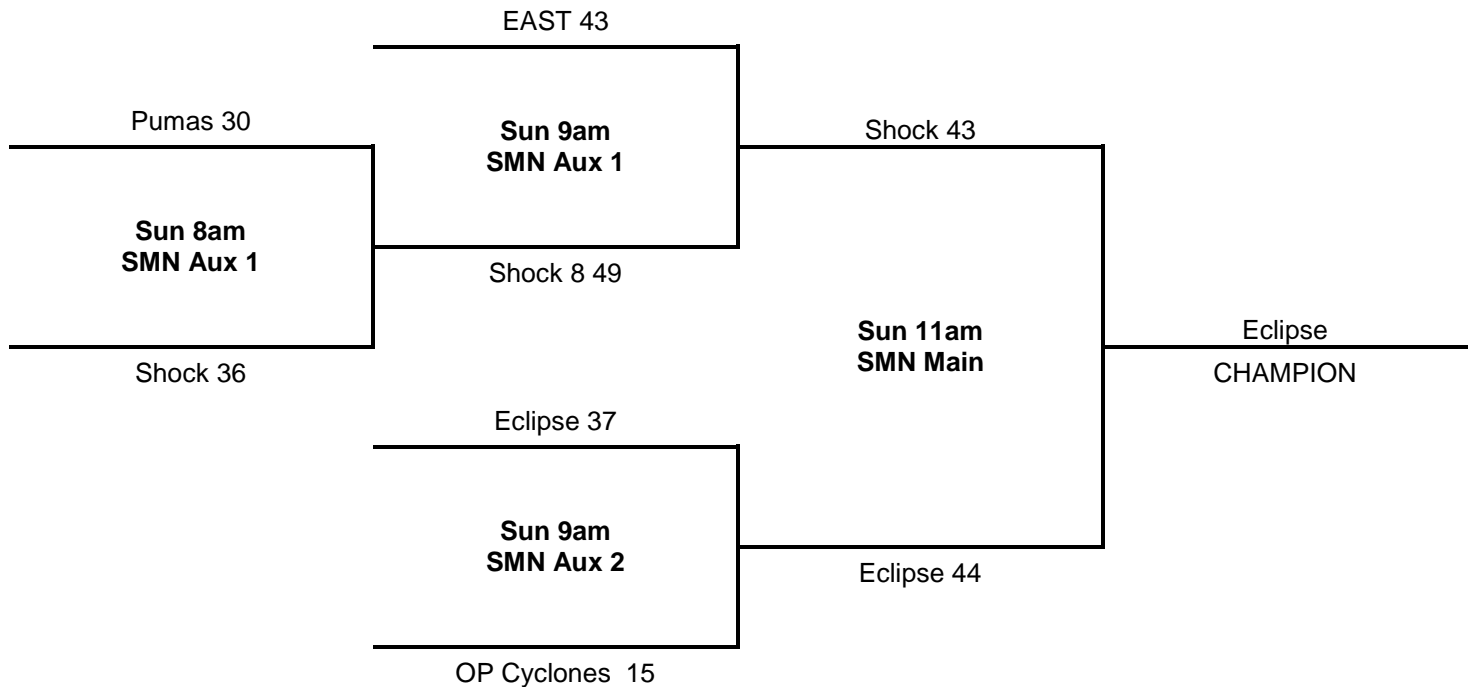 EAST 43
Pumas 30
Sun 9am
SMN Aux 1
Shock 43
Sun 8am
SMN Aux 1
Shock 8 49
Sun 11am
SMN Main
Eclipse
CHAMPION
Shock 36
Eclipse 37
Sun 9am
SMN Aux 2
Eclipse 44
OP Cyclones 15